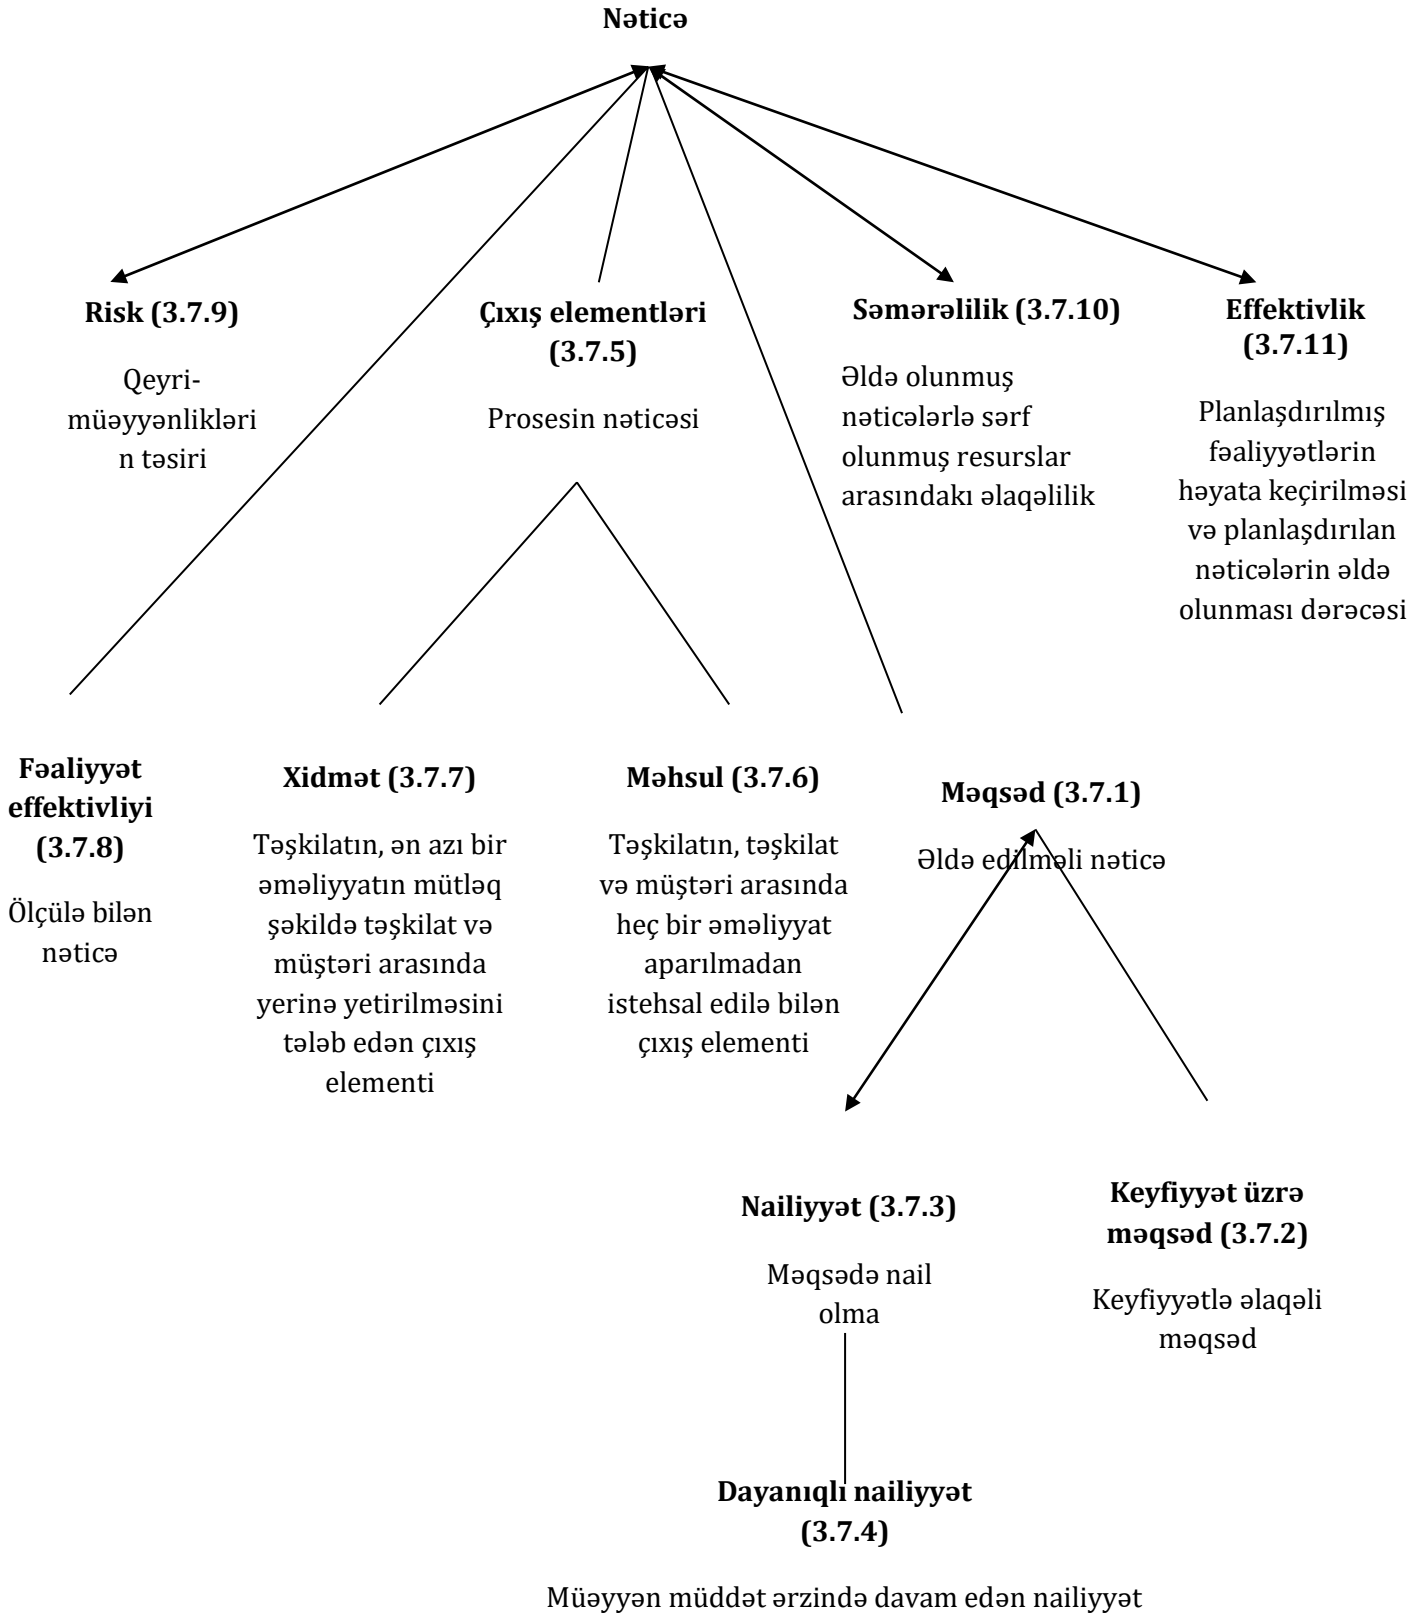 Nəticə
Risk (3.7.9)
Qeyri-
müəyyənlikləri
n təsiri
Çıxış elementləri
(3.7.5)
Prosesin nəticəsi
Səmərəlilik (3.7.10)
Əldə olunmuş
nəticələrlə sərf
olunmuş resurslar
arasındakı əlaqəlilik
Effektivlik
(3.7.11)
Planlaşdırılmış
fəaliyyətlərin
həyata keçirilməsi
və planlaşdırılan
nəticələrin əldə
olunması dərəcəsi
Fəaliyyət
effektivliyi
(3.7.8)
Ölçülə bilən
nəticə
Xidmət (3.7.7)
Təşkilatın, ən azı bir
əməliyyatın mütləq
şəkildə təşkilat və
müştəri arasında
yerinə yetirilməsini
tələb edən çıxış
elementi
Məhsul (3.7.6)
Təşkilatın, təşkilat
və müştəri arasında
heç bir əməliyyat
aparılmadan
istehsal edilə bilən
çıxış elementi
Məqsəd (3.7.1)
Əldə edilməli nəticə
Nailiyyət (3.7.3)
Məqsədə nail
olma
Keyfiyyət üzrə
məqsəd (3.7.2)
Keyfiyyətlə əlaqəli
məqsəd
Dayanıqlı nailiyyət
(3.7.4)
Müəyyən müddət ərzində davam edən nailiyyət